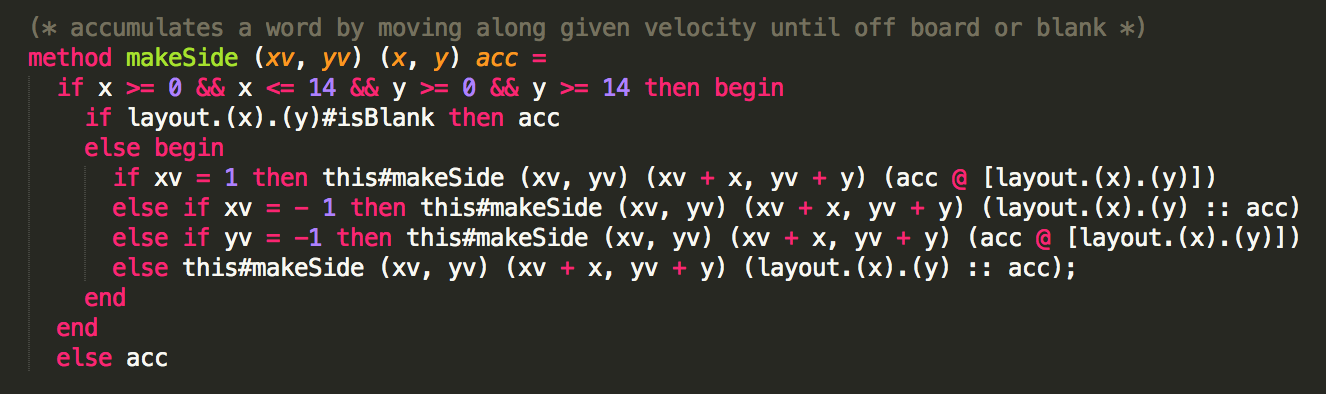 (* accumulates a word by moving along given velocity until off board or blank *)
method makeSide (xv, yv) (x, y) acc =
  if x >= 0 && x <= 14 && y >= 0 && y >= 14 then begin
    if layout.(x).(y)#isBlank then acc
    else begin
      if xv = 1 then this#makeSide (xv, yv) (xv + x, yv + y) (acc @ [layout.(x).(y)])
      else if xv = - 1 then this#makeSide (xv, yv) (xv + x, yv + y) (layout.(x).(y) :: acc)
      else if yv = -1 then this#makeSide (xv, yv) (xv + x, yv + y) (acc @ [layout.(x).(y)])
      else this#makeSide (xv, yv) (xv + x, yv + y) (layout.(x).(y) :: acc);
    end
  end
  else acc